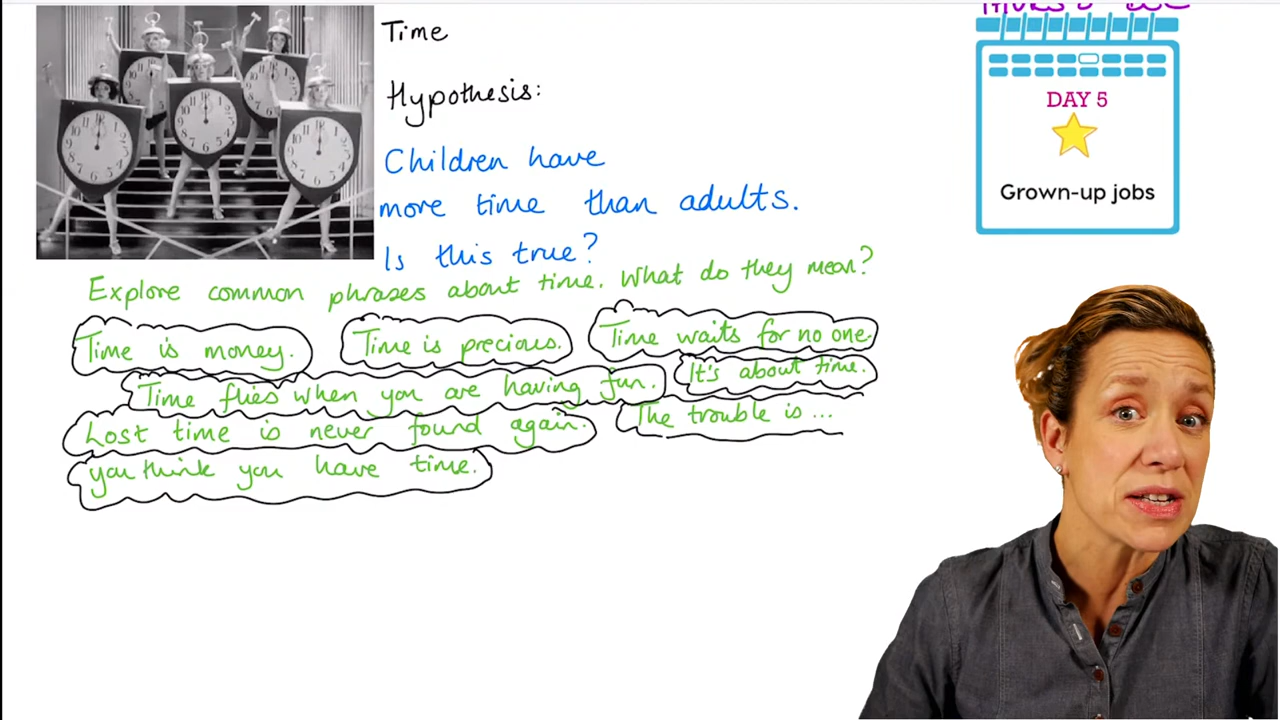 Time
Hypothesis:
Children have
more time than adults.
Is this true?
Explore common phrases about time. What do they mean?
Time is money.
Time is precious.
Time waits for no one.
Time flies when you are having fun.
It's about time.
Lost time is never found again.
The trouble is ...
you think you have time.
DAY 5
Grown-up jobs